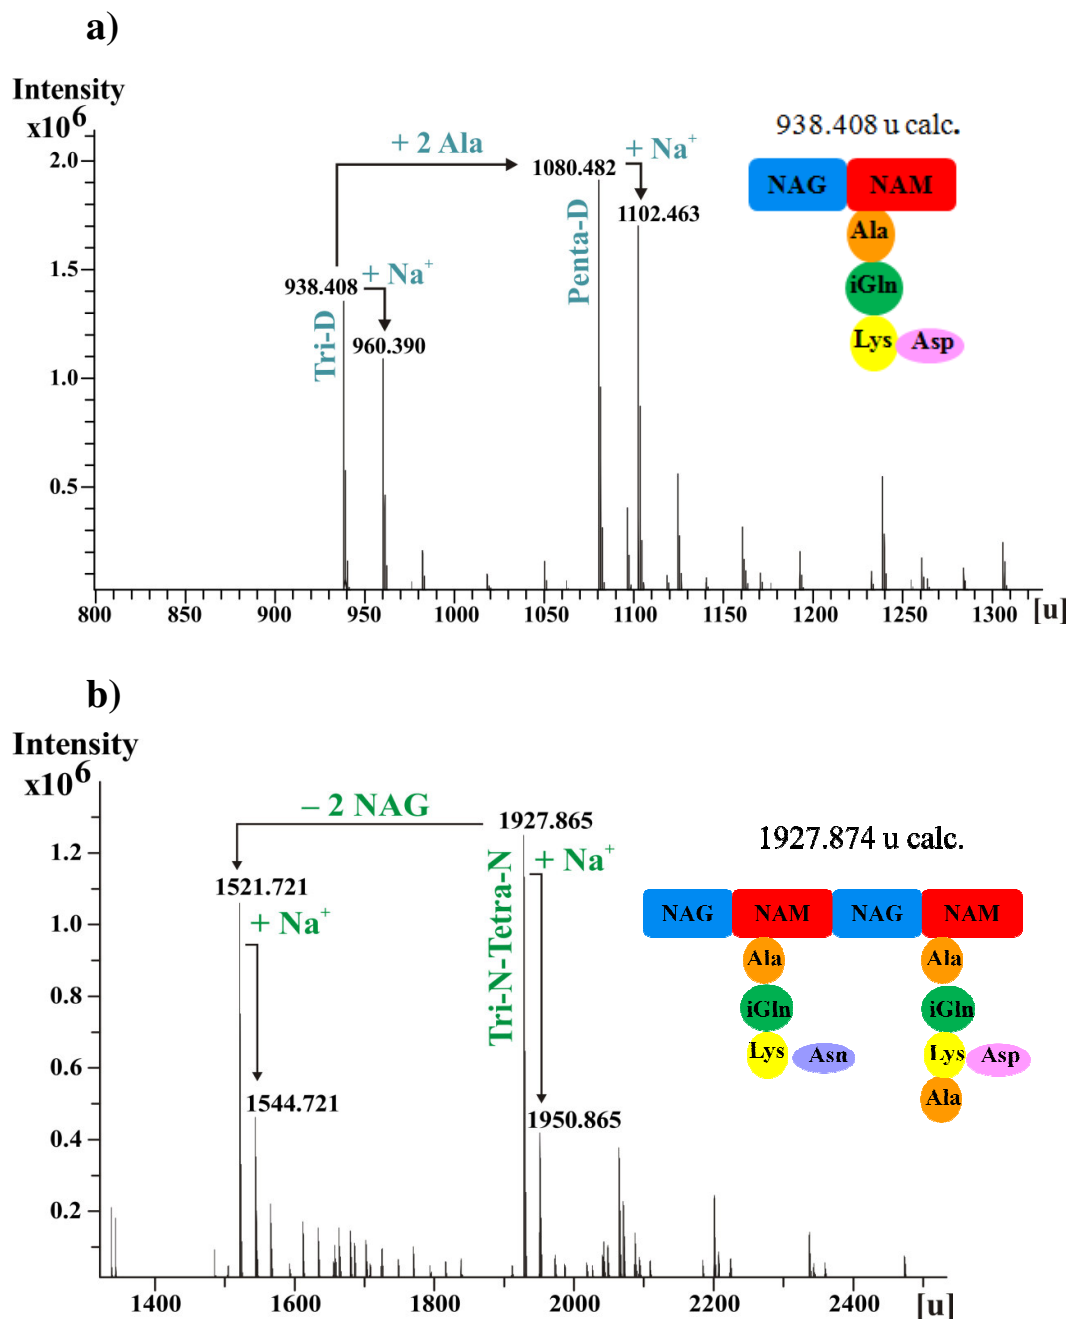 a)
Intensity
x10⁶
2.0
1.5
1.0
0.5
+ 2 Ala
1080.482
+ Na⁺
1102.463
938.408
+ Na⁺
960.390
Tri-D
Penta-D
938.408 u calc.
NAG NAM
Ala
iGln
Lys Asp
800 850 900 950 1000 1050 1100 1150 1200 1250 1300 [u]
b)
Intensity
x10⁶
1.2
1.0
0.8
0.6
0.4
0.2
– 2 NAG
1927.865
+ Na⁺
1521.721
+ Na⁺
Tri-N-Tetra-N
1544.721
1950.865
1927.874 u calc.
NAG NAM NAG NAM
Ala Ala
iGln iGln
Lys Asn Lys Asp
Ala
1400 1600 1800 2000 2200 2400 [u]